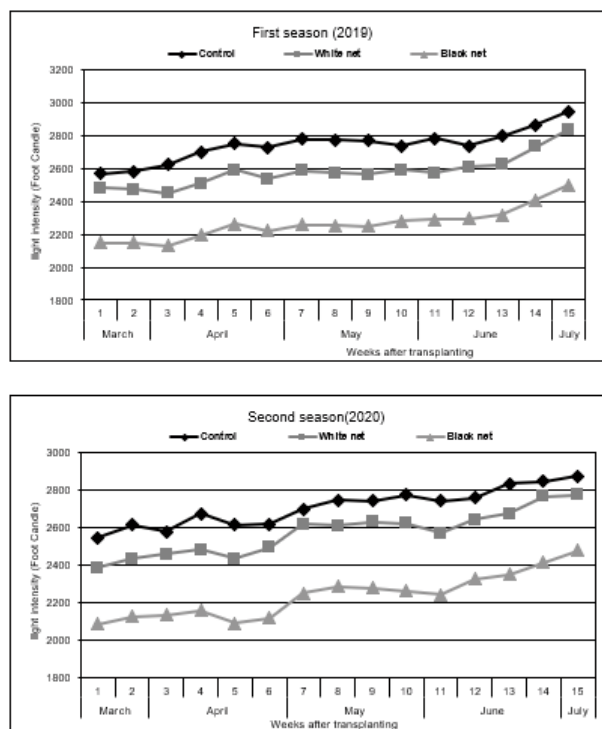 First season (2019)
Control White net Black net
3200
3000
2800
2600
2400
2200
2000
1800
light intensity (Foot Candle)
1 2 3 4 5 6 7 8 9 10 11 12 13 14 15
March April May June July
Weeks after transplanting
Second season(2020)
Control White net Black net
3000
2800
2600
2400
2200
2000
1800
light intensity (Foot Candle)
1 2 3 4 5 6 7 8 9 10 11 12 13 14 15
March April May June July
Weeks after transplanting